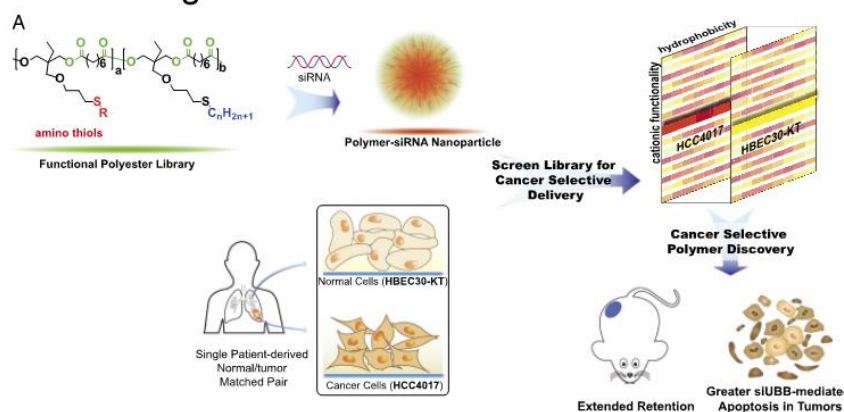 A
O
O
O
O
O
6
a
O
O
O
O
O
6
b
O
S
R
O
S
CnH2n+1
amino thiols
Functional Polyester Library
siRNA
Polymer-siRNA Nanoparticle
Screen Library for
Cancer Selective
Delivery
hydrophobicity
cationic functionality
HCC4017
HBEC30-KT
Cancer Selective
Polymer Discovery
Single Patient-derived
Normal/tumor
Matched Pair
Normal Cells (HBEC30-KT)
Cancer Cells (HCC4017)
Extended Retention
Greater siUBB-mediated
Apoptosis in Tumors